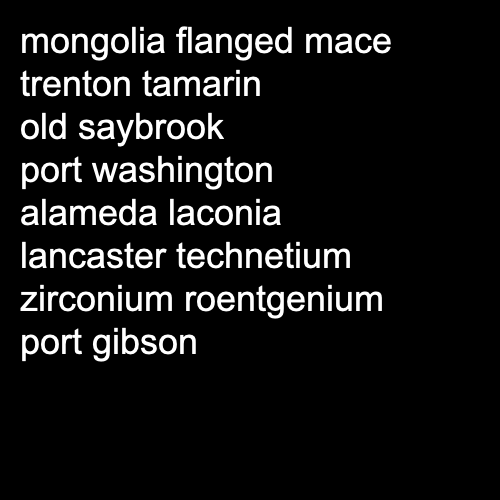 mongolia flanged mace
trenton tamarin
old saybrook
port washington
alameda laconia
lancaster technetium
zirconium roentgenium
port gibson